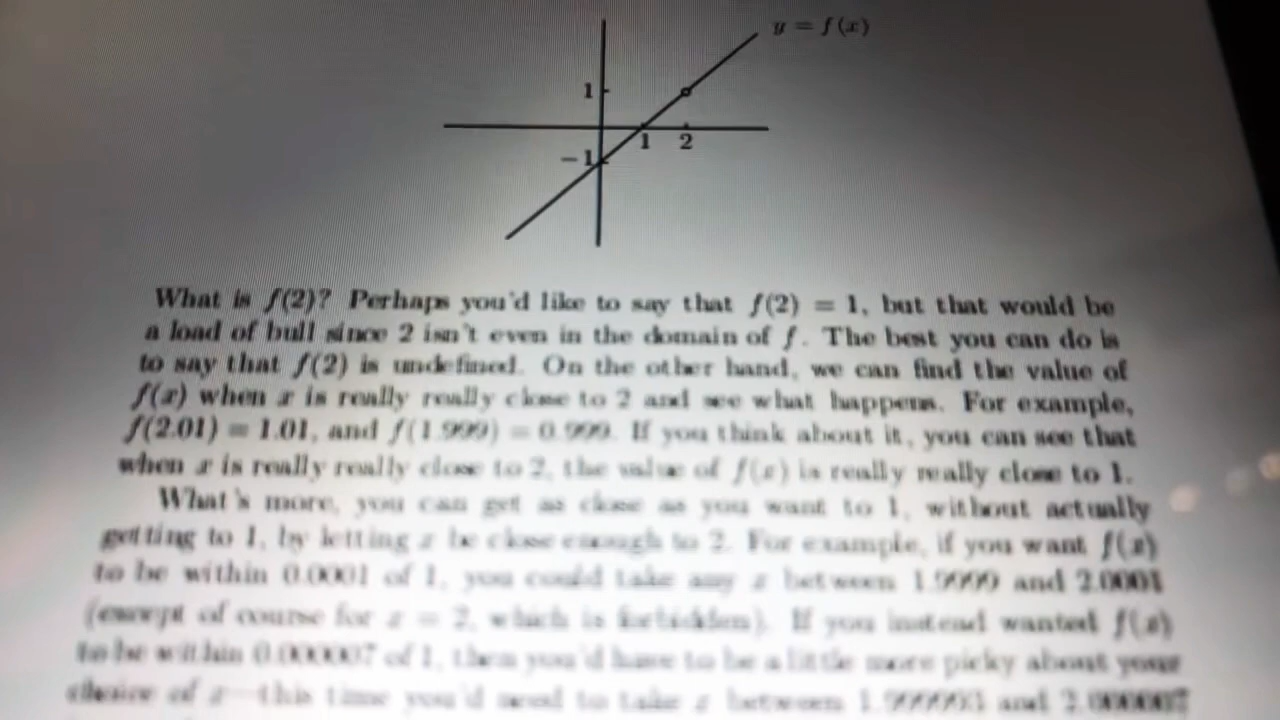 y = f(x)
1
1 2
−1
What is f(2)? Perhaps you'd like to say that f(2) = 1, but that would be
a load of bull since 2 isn't even in the domain of f. The best you can do is
to say that f(2) is undefined. On the other hand, we can find the value of
f(x) when x is really really close to 2 and see what happens. For example,
f(2.01) = 1.01, and f(1.999) = 0.999. If you think about it, you can see that
when x is really really close to 2, the value of f(x) is really really close to 1.
What's more, you can get as close as you want to 1, without actually
getting to 1, by letting x be close enough to 2. For example, if you want f(x)
to be within 0.0001 of 1, you could take any x between 1.9999 and 2.0001
(except of course for x = 2, which is forbidden). If you instead wanted f(x)
to be within 0.000007 of 1, then you'd have to be a little more picky about your
choice of x—this time you'd need to take x between 1.999993 and 2.000007